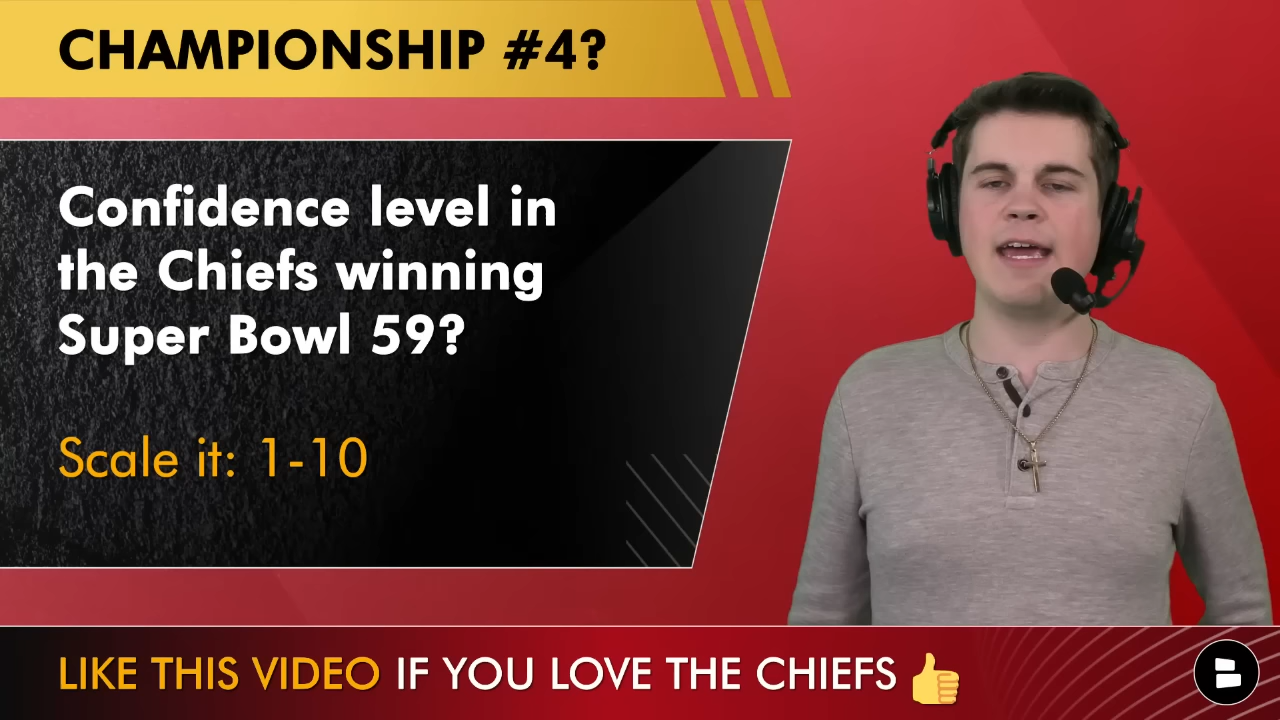 CHAMPIONSHIP #4?
Confidence level in
the Chiefs winning
Super Bowl 59?
Scale it: 1-10
LIKE THIS VIDEO IF YOU LOVE THE CHIEFS